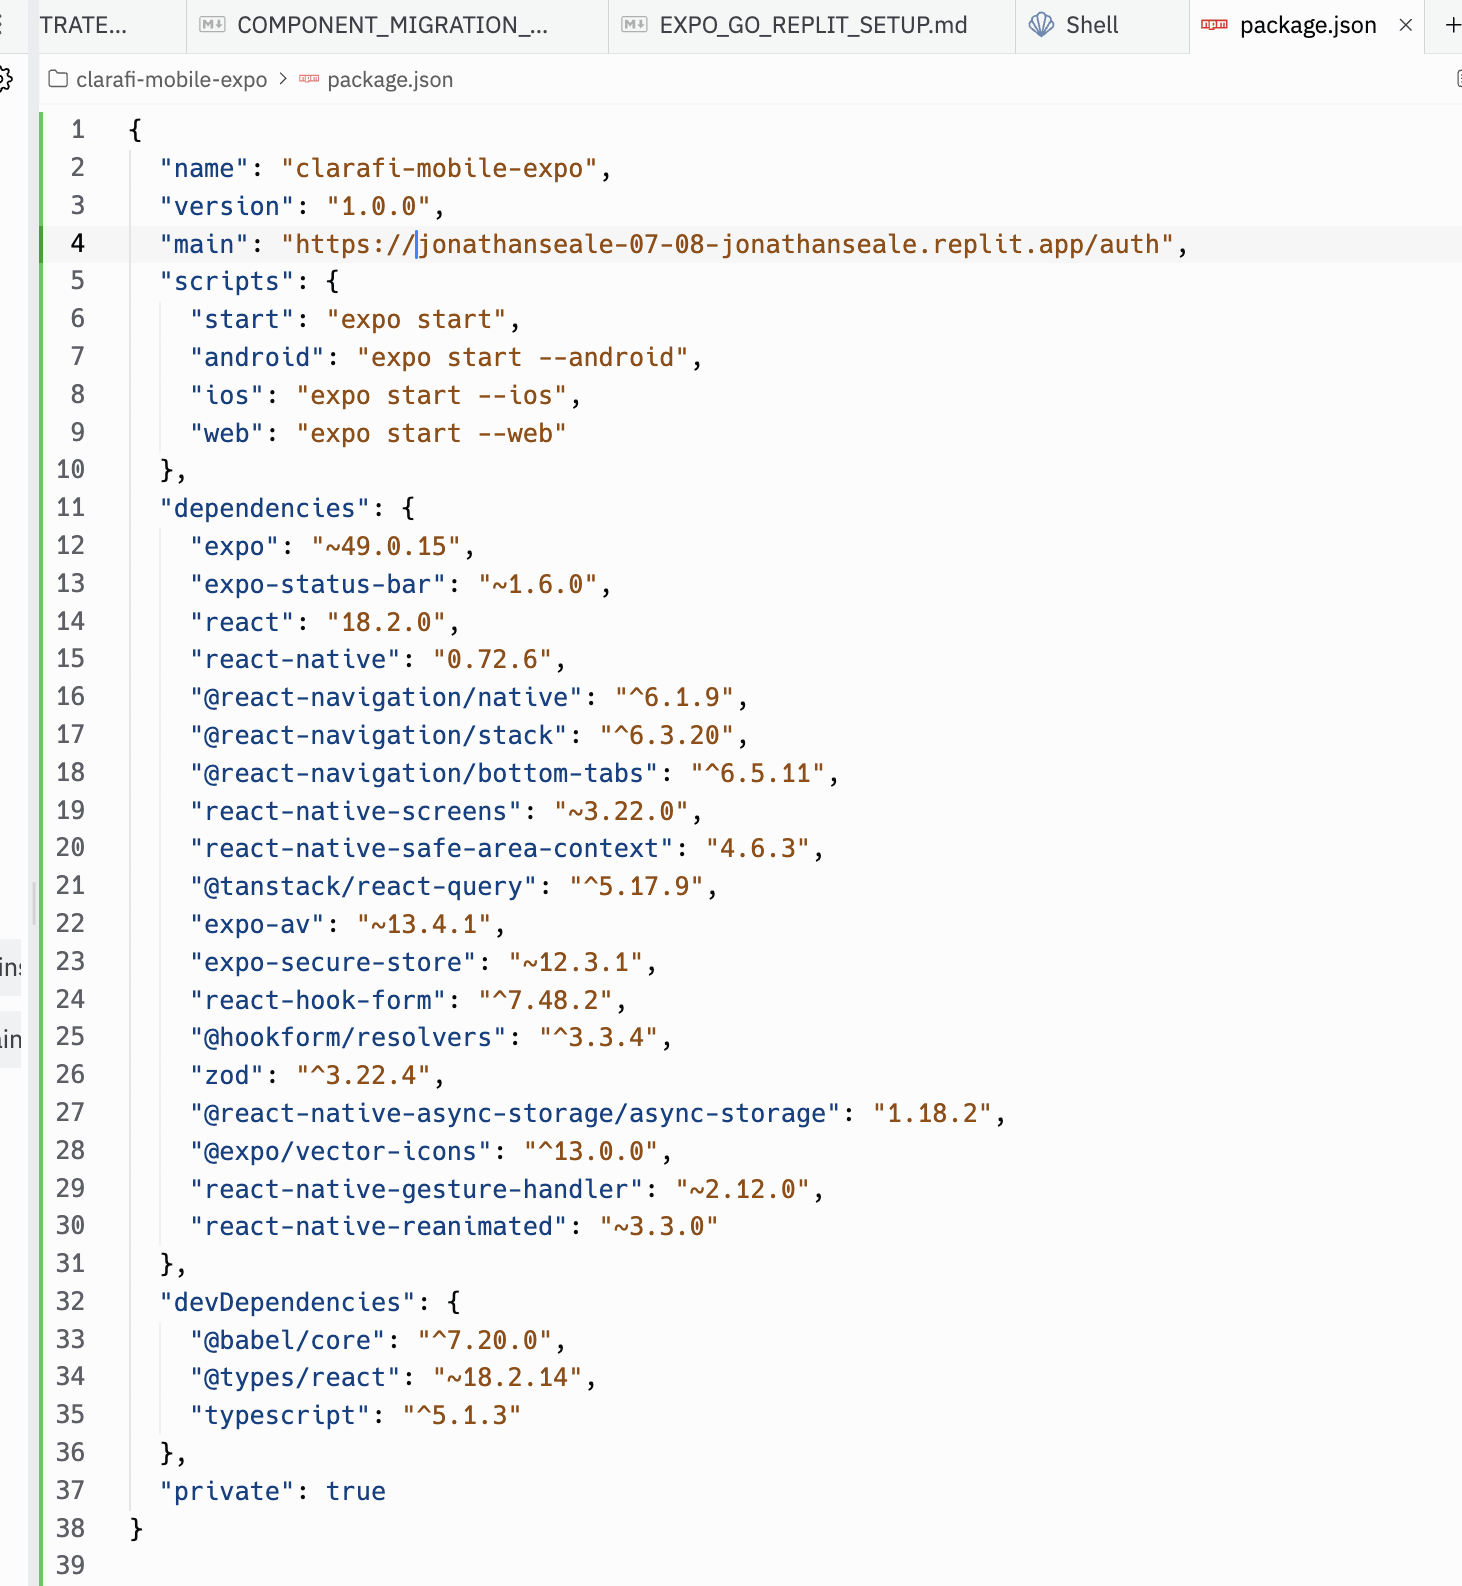 TRATE...
COMPONENT_MIGRATION_...
EXPO_GO_REPLIT_SETUP.md
Shell
package.json
clarafi-mobile-expo > package.json
1 {
2 "name": "clarafi-mobile-expo",
3 "version": "1.0.0",
4 "main": "https://jonathanseale-07-08-jonathanseale.replit.app/auth",
5 "scripts": {
6 "start": "expo start",
7 "android": "expo start --android",
8 "ios": "expo start --ios",
9 "web": "expo start --web"
10 },
11 "dependencies": {
12 "expo": "~49.0.15",
13 "expo-status-bar": "~1.6.0",
14 "react": "18.2.0",
15 "react-native": "0.72.6",
16 "@react-navigation/native": "^6.1.9",
17 "@react-navigation/stack": "^6.3.20",
18 "@react-navigation/bottom-tabs": "^6.5.11",
19 "react-native-screens": "~3.22.0",
20 "react-native-safe-area-context": "4.6.3",
21 "@tanstack/react-query": "^5.17.9",
22 "expo-av": "~13.4.1",
23 "expo-secure-store": "~12.3.1",
24 "react-hook-form": "^7.48.2",
25 "@hookform/resolvers": "^3.3.4",
26 "zod": "^3.22.4",
27 "@react-native-async-storage/async-storage": "1.18.2",
28 "@expo/vector-icons": "^13.0.0",
29 "react-native-gesture-handler": "~2.12.0",
30 "react-native-reanimated": "~3.3.0"
31 },
32 "devDependencies": {
33 "@babel/core": "^7.20.0",
34 "@types/react": "~18.2.14",
35 "typescript": "^5.1.3"
36 },
37 "private": true
38 }
39